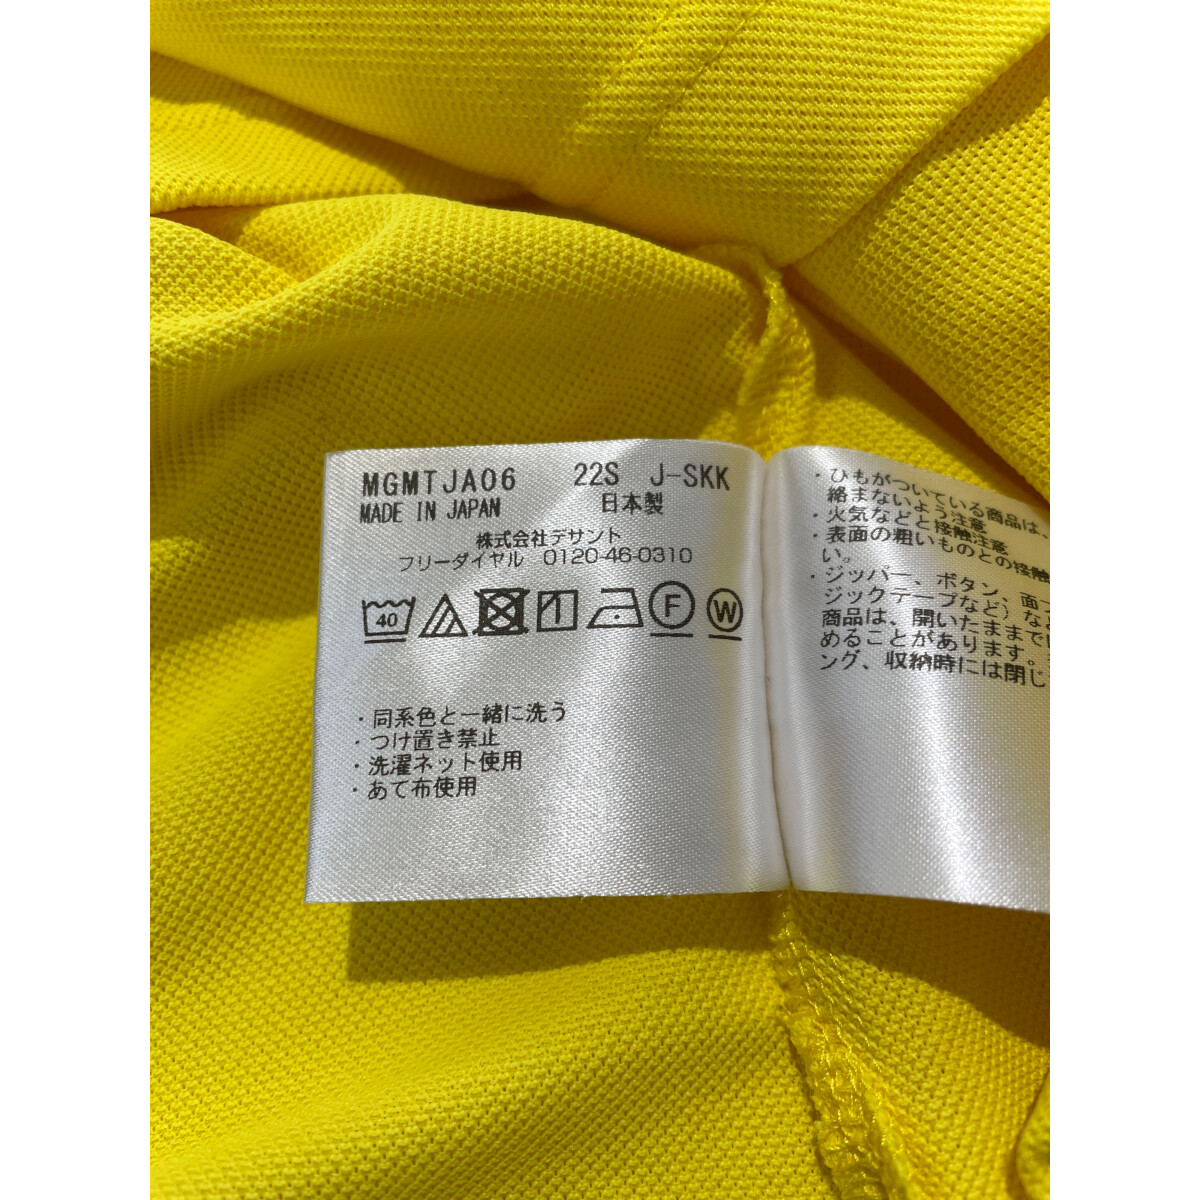 MGMTJA06 22S J-SKK
MADE IN JAPAN 日本製
株式会社デサント
フリーダイヤル 0120-46-0310
40 F W
・同系色と一緒に洗う
・つけ置き禁止
・洗濯ネット使用
・あて布使用
・ひもがついている商品は、
絡まないよう注意
・火気などと接触注意
・表面の粗いものとの接触
い。
・ジッパー、ボタン、面フ
ジックテープなど）な
商品は、開いたままで
めることがあります。
ング、収納時には閉じ